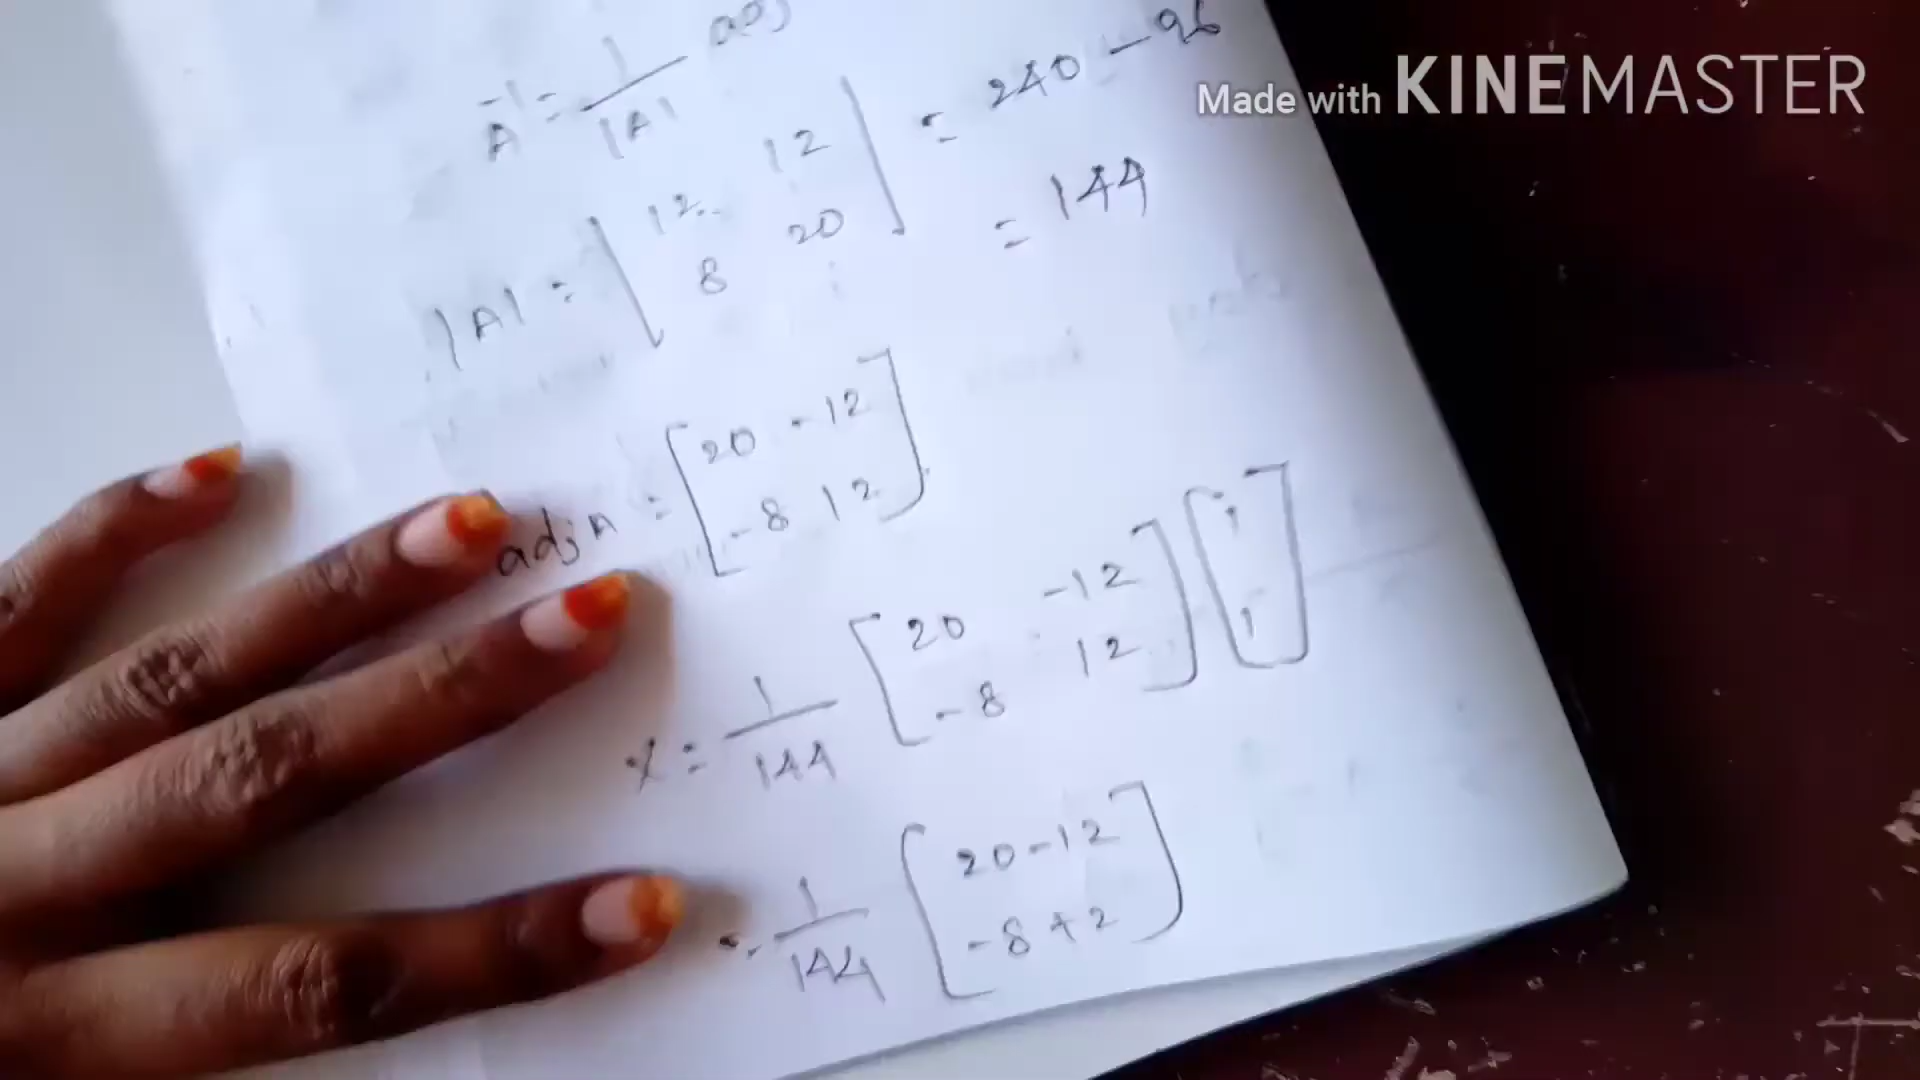 Made with KINEMASTER
A⁻¹ = 1/|A| adj
|A| = |12 12
8 20| = 240 - 96
= 144
adj A = [20 -12
-8 12]
X = 1/144 [20 -12
-8 12] [1
1]
= 1/144 [20-12
-8+2]